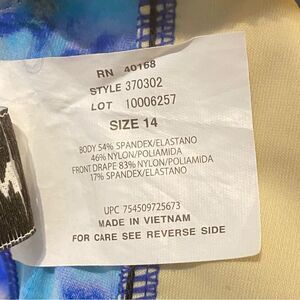 RN 40168
STYLE 370302
LOT 10006257
SIZE 14
BODY 54% SPANDEX/ELASTANO
46% NYLON/POLIAMIDA
FRONT DRAPE 83% NYLON/POLIAMIDA
17% SPANDEX/ELASTANO
UPC 754509725673
MADE IN VIETNAM
FOR CARE SEE REVERSE SIDE